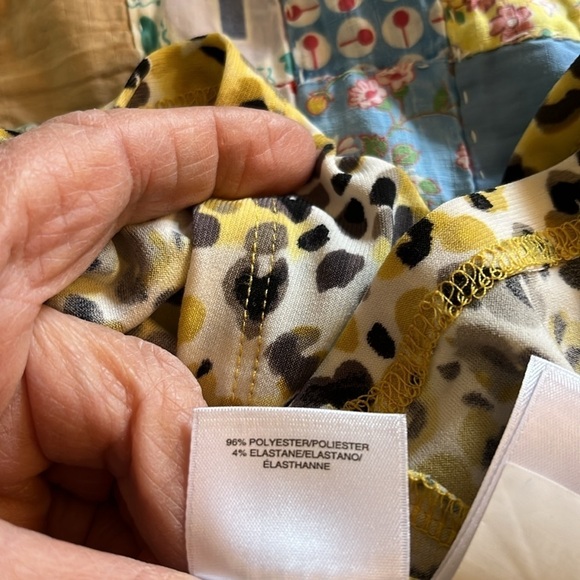 96% POLYESTER/POLIESTER
4% ELASTANE/ELASTANO/
ÉLASTHANNE